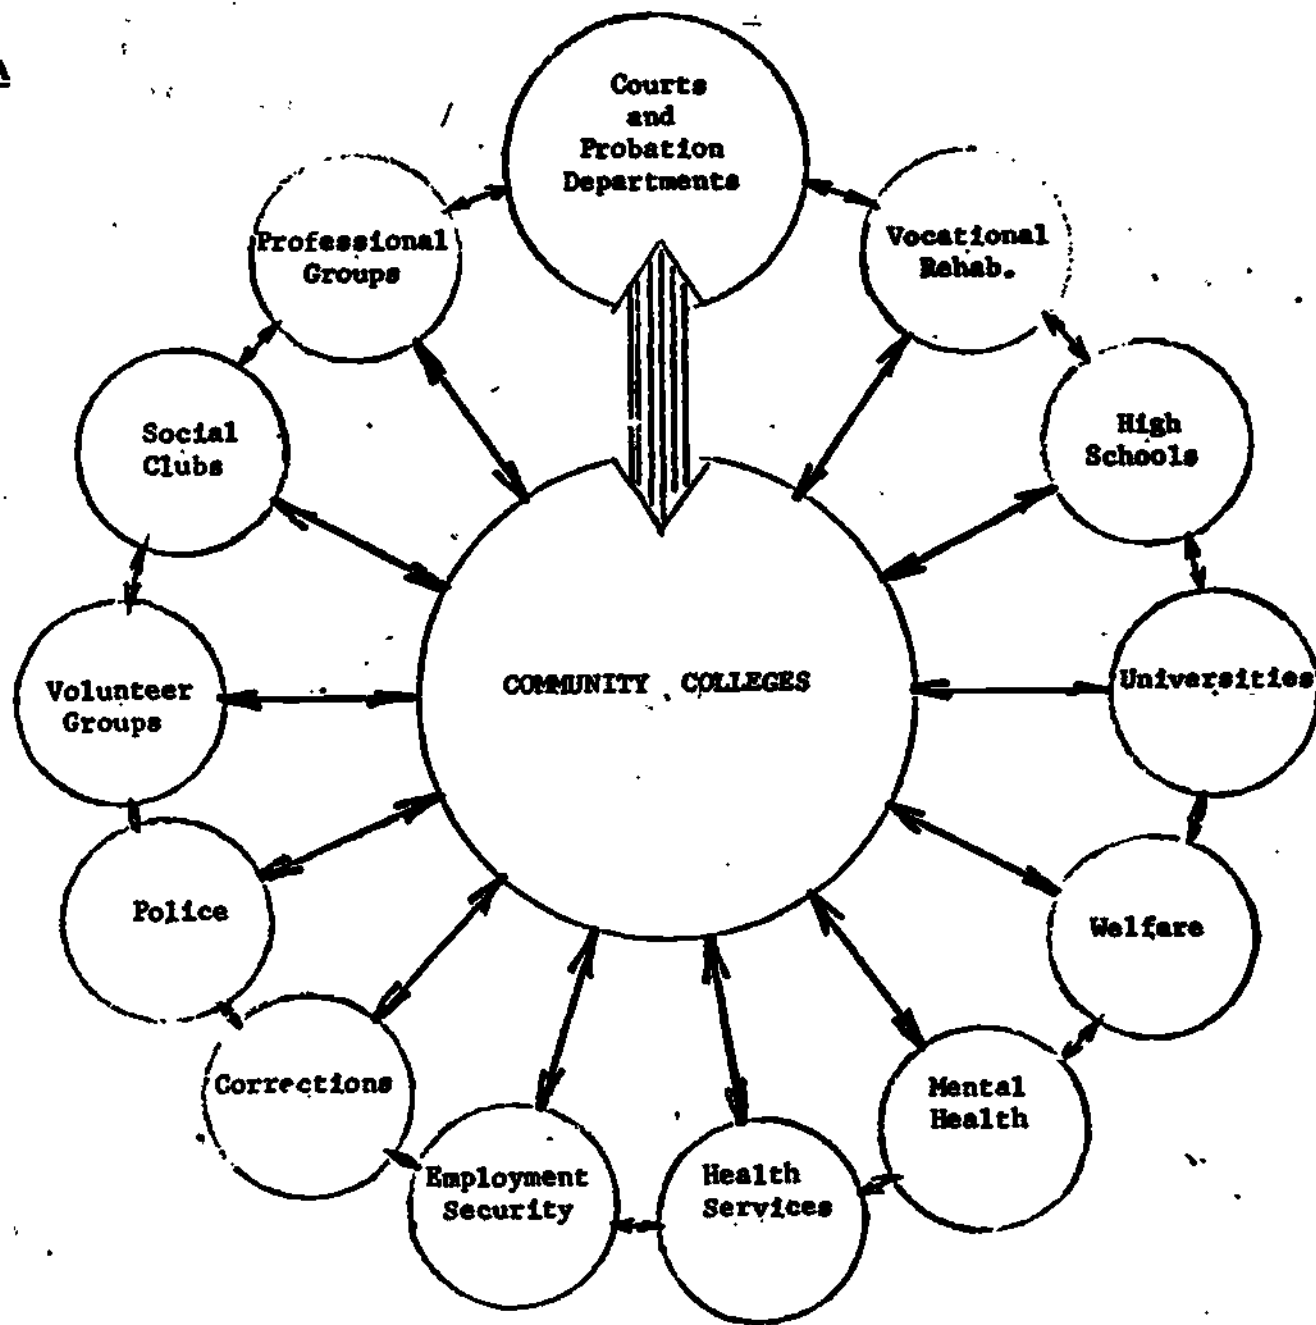 A
Courts
and
Probation
Departments
Professional
Groups
Vocational
Rehab.
Social
Clubs
High
Schools
Volunteer
Groups
COMMUNITY COLLEGES
Universities
Police
Welfare
Corrections
Mental
Health
Employment
Security
Health
Services